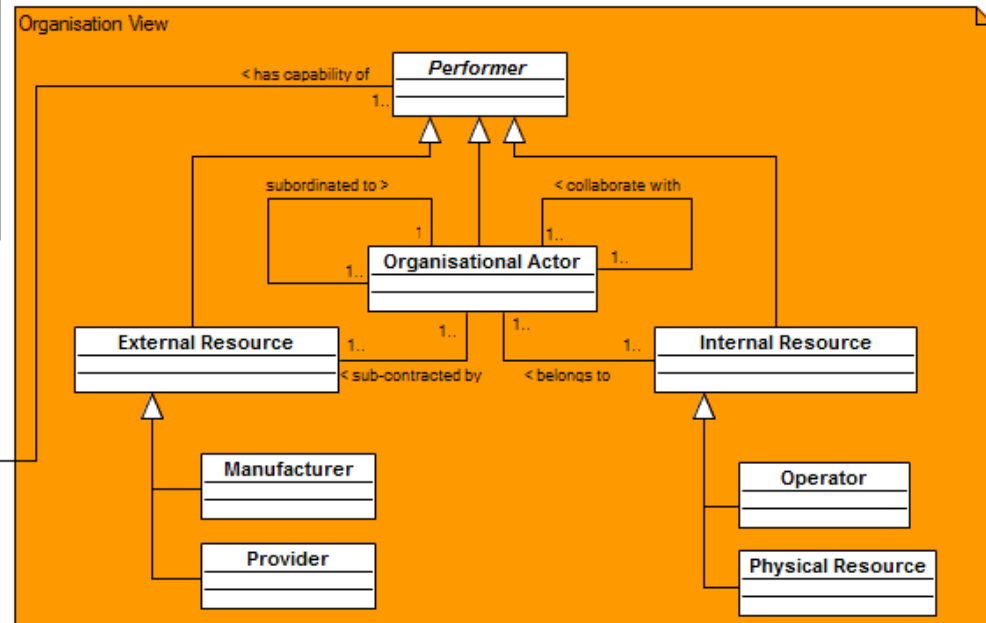 Organisation View
Performer
< has capability of
1..
subordinated to >
< collaborate with
1
1..
Organisational Actor
1..
1..
External Resource
1..
1..
1..
1..
Internal Resource
< sub-contracted by
< belongs to
Manufacturer
Operator
Provider
Physical Resource